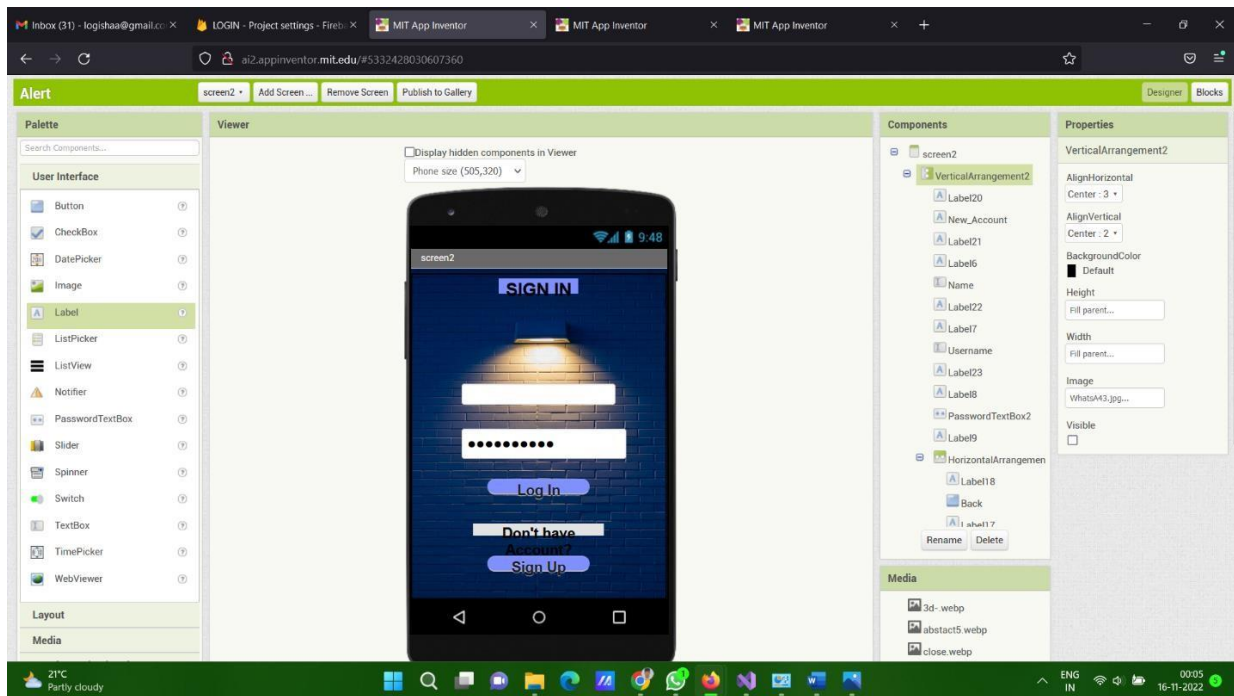 Inbox (31) - logishaa@gmail.co
LOGIN - Project settings - Fireba
MIT App Inventor
MIT App Inventor
MIT App Inventor
ai2.appinventor.mit.edu/#5332428030607360
Alert
screen2
Add Screen ...
Remove Screen
Publish to Gallery
Designer
Blocks
Palette
Search Components...
User Interface
Button
CheckBox
DatePicker
Image
Label
ListPicker
ListView
Notifier
PasswordTextBox
Slider
Spinner
Switch
TextBox
TimePicker
WebViewer
Layout
Media
Viewer
Display hidden components in Viewer
Phone size (505,320)
9:48
screen2
SIGN IN
Log In
Don't have
Account?
Sign Up
Components
screen2
VerticalArrangement2
Label20
New_Account
Label21
Label6
Name
Label22
Label7
Username
Label23
Label8
PasswordTextBox2
Label9
HorizontalArrangemen
Label18
Back
Label17
Rename
Delete
Media
3d-.webp
abstact5.webp
close.webp
Properties
VerticalArrangement2
AlignHorizontal
Center : 3
AlignVertical
Center : 2
BackgroundColor
Default
Height
Fill parent...
Width
Fill parent...
Image
WhatsA43.jpg...
Visible
21°C
Partly cloudy
ENG
IN
00:05
16-11-2022
5